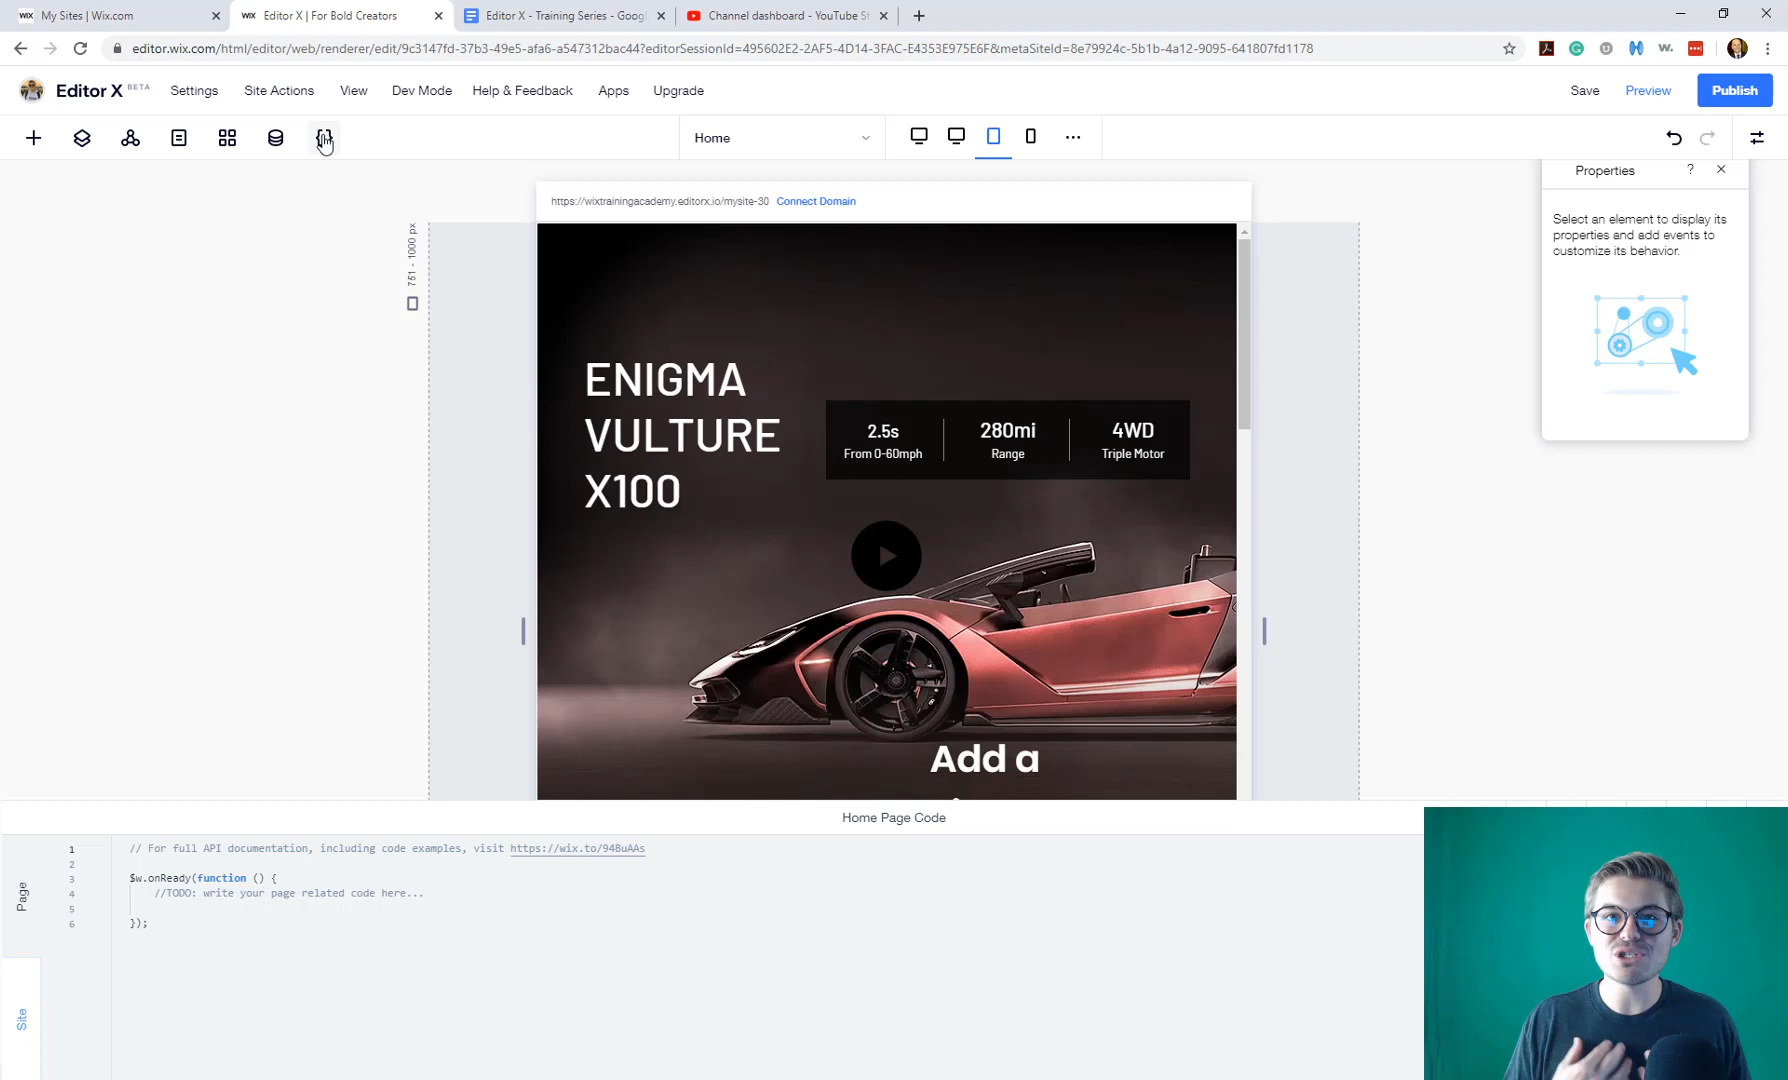 WIX My Sites | Wix.com
WIX Editor X | For Bold Creators
Editor X - Training Series - Googl
Channel dashboard - YouTube St
editor.wix.com/html/editor/web/renderer/edit/9c3147fd-37b3-49e5-afa6-a547312bac44?editorSessionId=495602E2-2AF5-4D14-3FAC-E4353E975E6F&metaSiteId=8e79924c-5b1b-4a12-9095-641807fd1178
Editor X BETA
Settings
Site Actions
View
Dev Mode
Help & Feedback
Apps
Upgrade
Save
Preview
Publish
Home
Properties ?
https://wixtrainingacademy.editorx.io/mysite-30 Connect Domain
Select an element to display its
properties and add events to
customize its behavior.
751 - 1000 px
ENIGMA
VULTURE
X100
2.5s
From 0-60mph
280mi
Range
4WD
Triple Motor
Add a
Home Page Code
Page
Site
1 // For full API documentation, including code examples, visit https://wix.to/94BuAAs
2
3 $w.onReady(function () {
4 //TODO: write your page related code here...
5
6 });